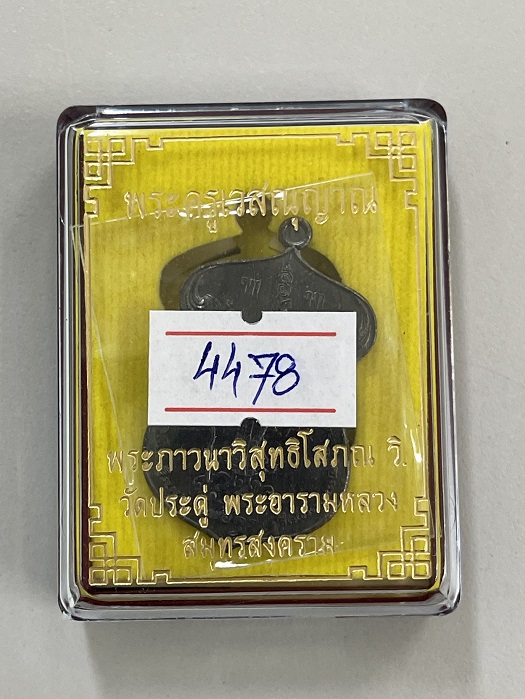 พระครูเวสณุญาณ
4478
พระภาวนาวิสุทธิโสภณ วิ.
วัดประดู่ พระอารามหลวง
สมุทรสงคราม